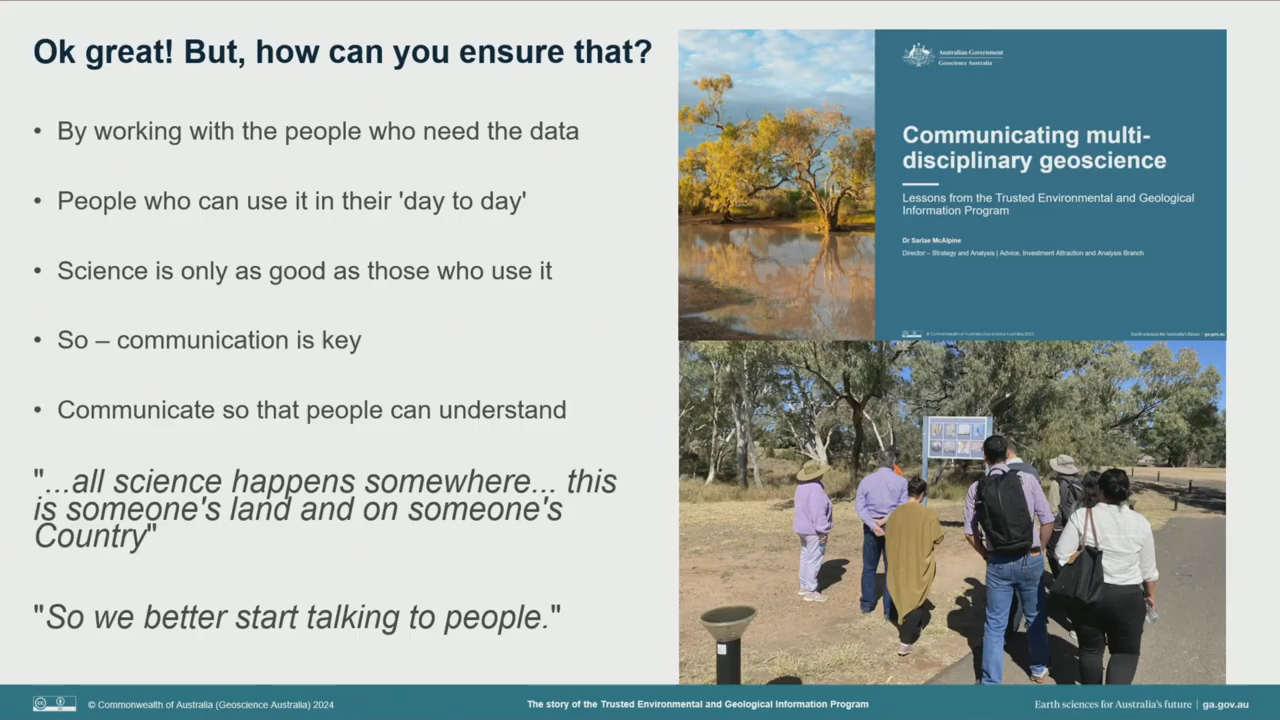 Ok great! But, how can you ensure that?
• By working with the people who need the data
• People who can use it in their 'day to day'
• Science is only as good as those who use it
• So – communication is key
• Communicate so that people can understand
"...all science happens somewhere... this
is someone's land and on someone's
Country"
"So we better start talking to people."
Australian Government
Geoscience Australia
Communicating multi-
disciplinary geoscience
Lessons from the Trusted Environmental and Geological
Information Program
Dr Sarlae McAlpine
Director – Strategy and Analysis | Advice, Investment Attraction and Analysis Branch
© Commonwealth of Australia (Geoscience Australia) 2024
Earth sciences for Australia's future | ga.gov.au
© Commonwealth of Australia (Geoscience Australia) 2024
The story of the Trusted Environmental and Geological Information Program
Earth sciences for Australia's future | ga.gov.au